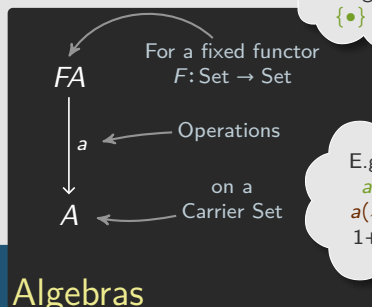 {•}
For a fixed functor
F: Set → Set
FA
a
Operations
E.g
a
on a
a(
A
Carrier Set
1+
Algebras